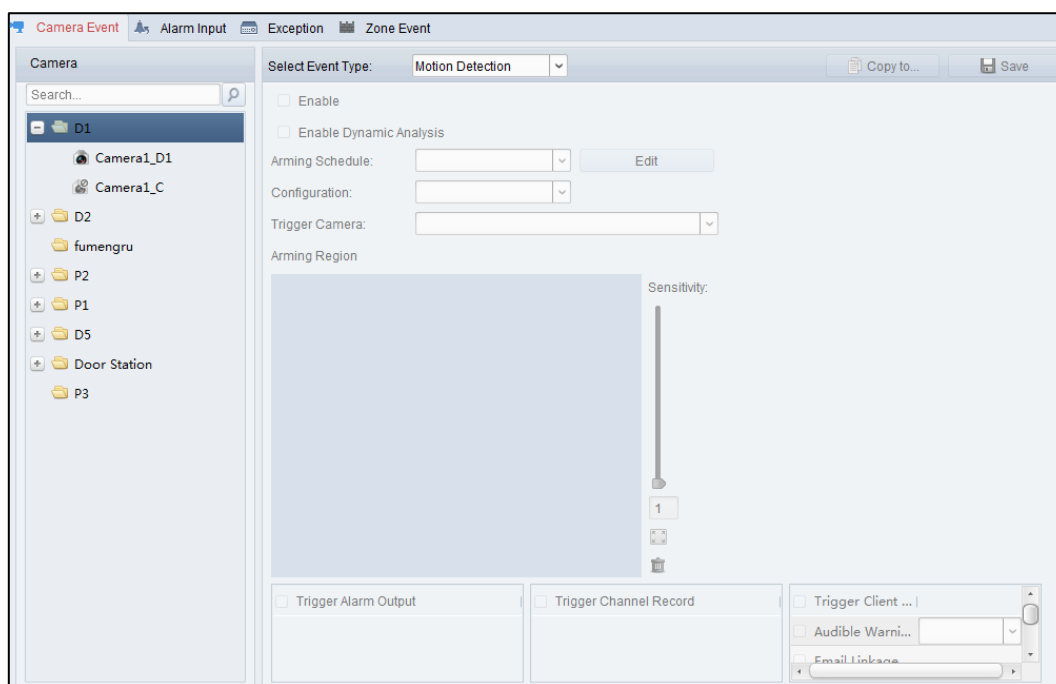 Camera Event Alarm Input Exception Zone Event
Camera
Search...
D1
Camera1_D1
Camera1_C
D2
fumengru
P2
P1
D5
Door Station
P3
Select Event Type: Motion Detection Copy to... Save
Enable
Enable Dynamic Analysis
Arming Schedule: Edit
Configuration:
Trigger Camera:
Arming Region
Sensitivity:
1
Trigger Alarm Output
Trigger Channel Record
Trigger Client ...
Audible Warni...
Email Linkage